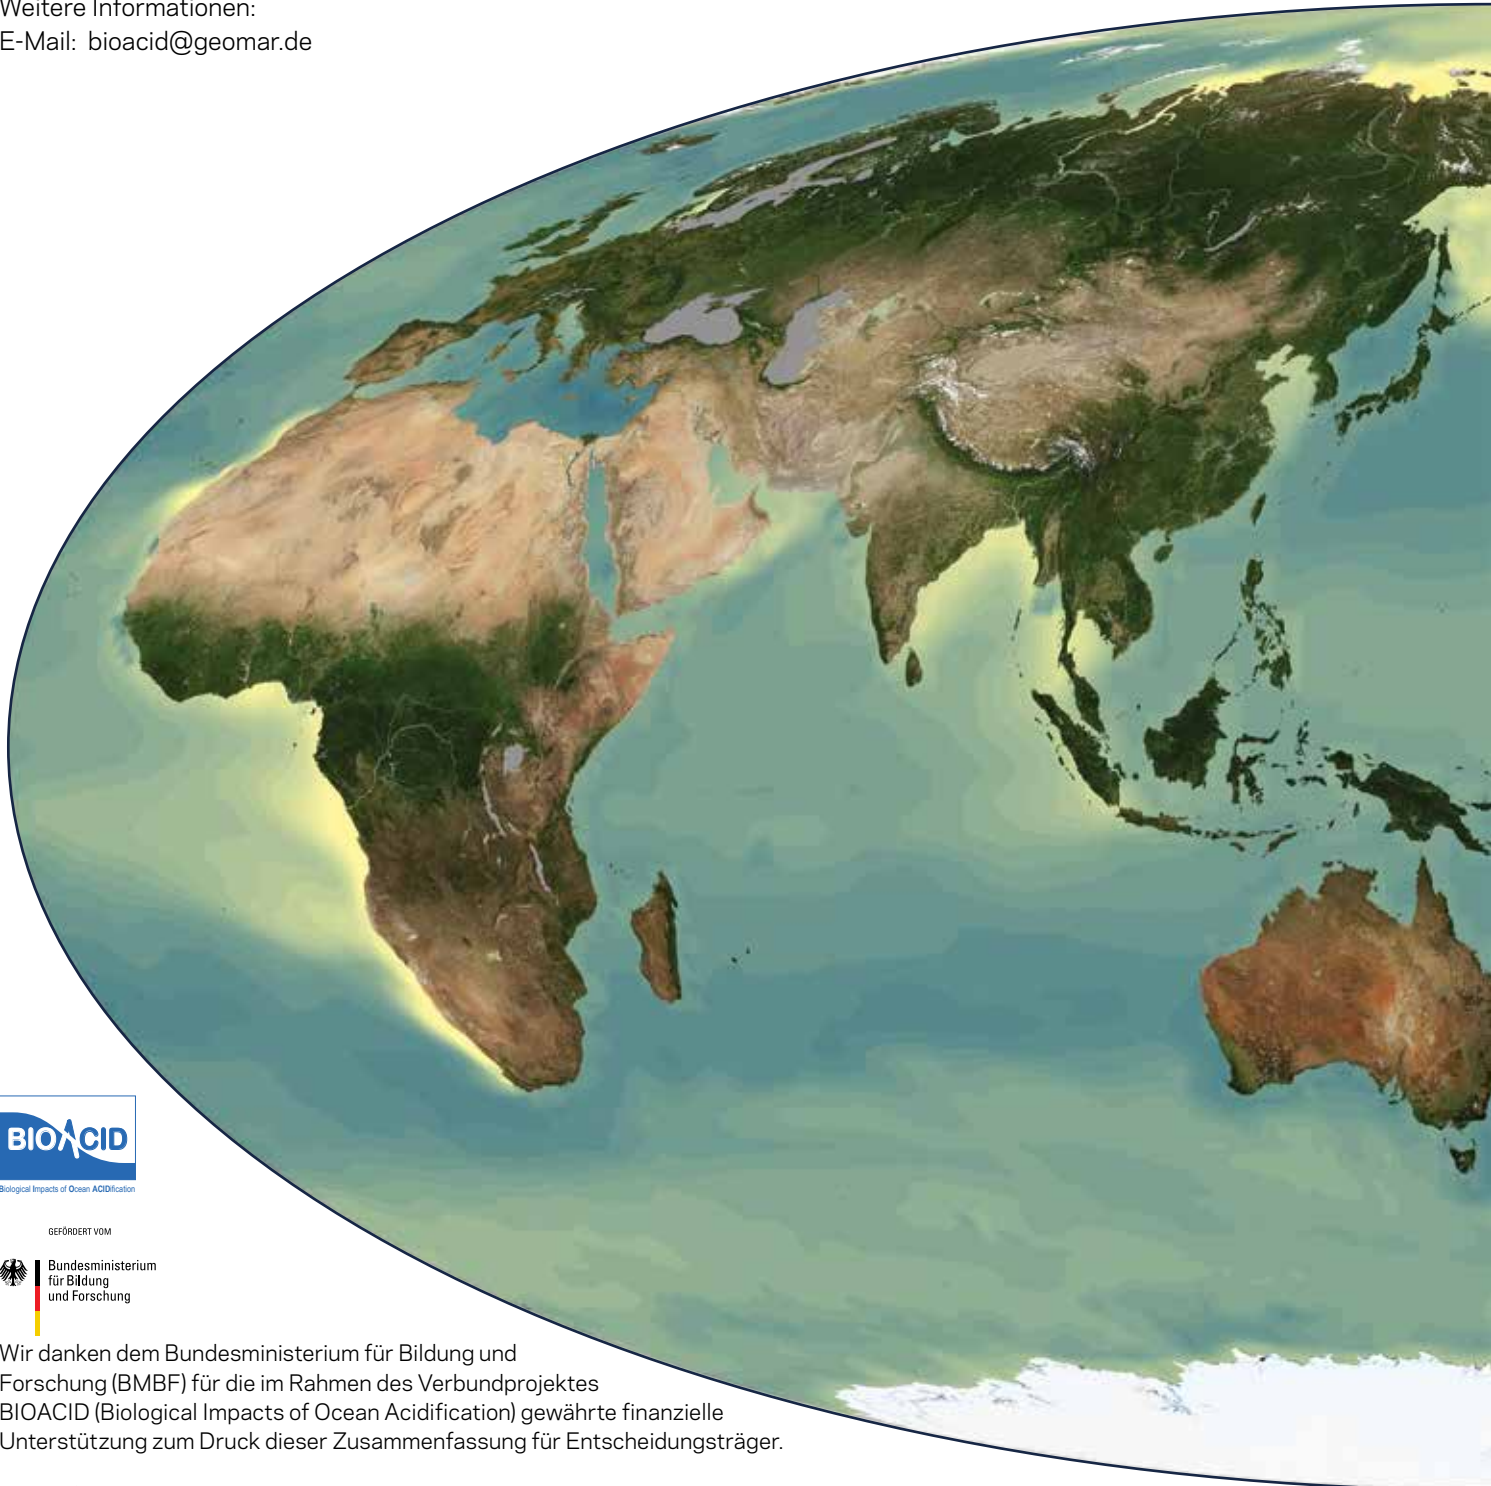 Weitere Informationen:
E-Mail: bioacid@geomar.de
BIOACID
Biological Impacts of Ocean ACIDification
GEFÖRDERT VOM
Bundesministerium
für Bildung
und Forschung
Wir danken dem Bundesministerium für Bildung und
Forschung (BMBF) für die im Rahmen des Verbundprojektes
BIOACID (Biological Impacts of Ocean Acidification) gewährte finanzielle
Unterstützung zum Druck dieser Zusammenfassung für Entscheidungsträger.